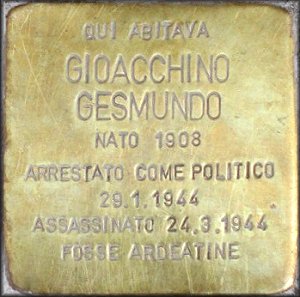 QUI ABITAVA
GIOACCHINO
GESMUNDO
NATO 1908
ARRESTATO COME POLITICO
29.1.1944
ASSASSINATO 24.3.1944
FOSSE ARDEATINE